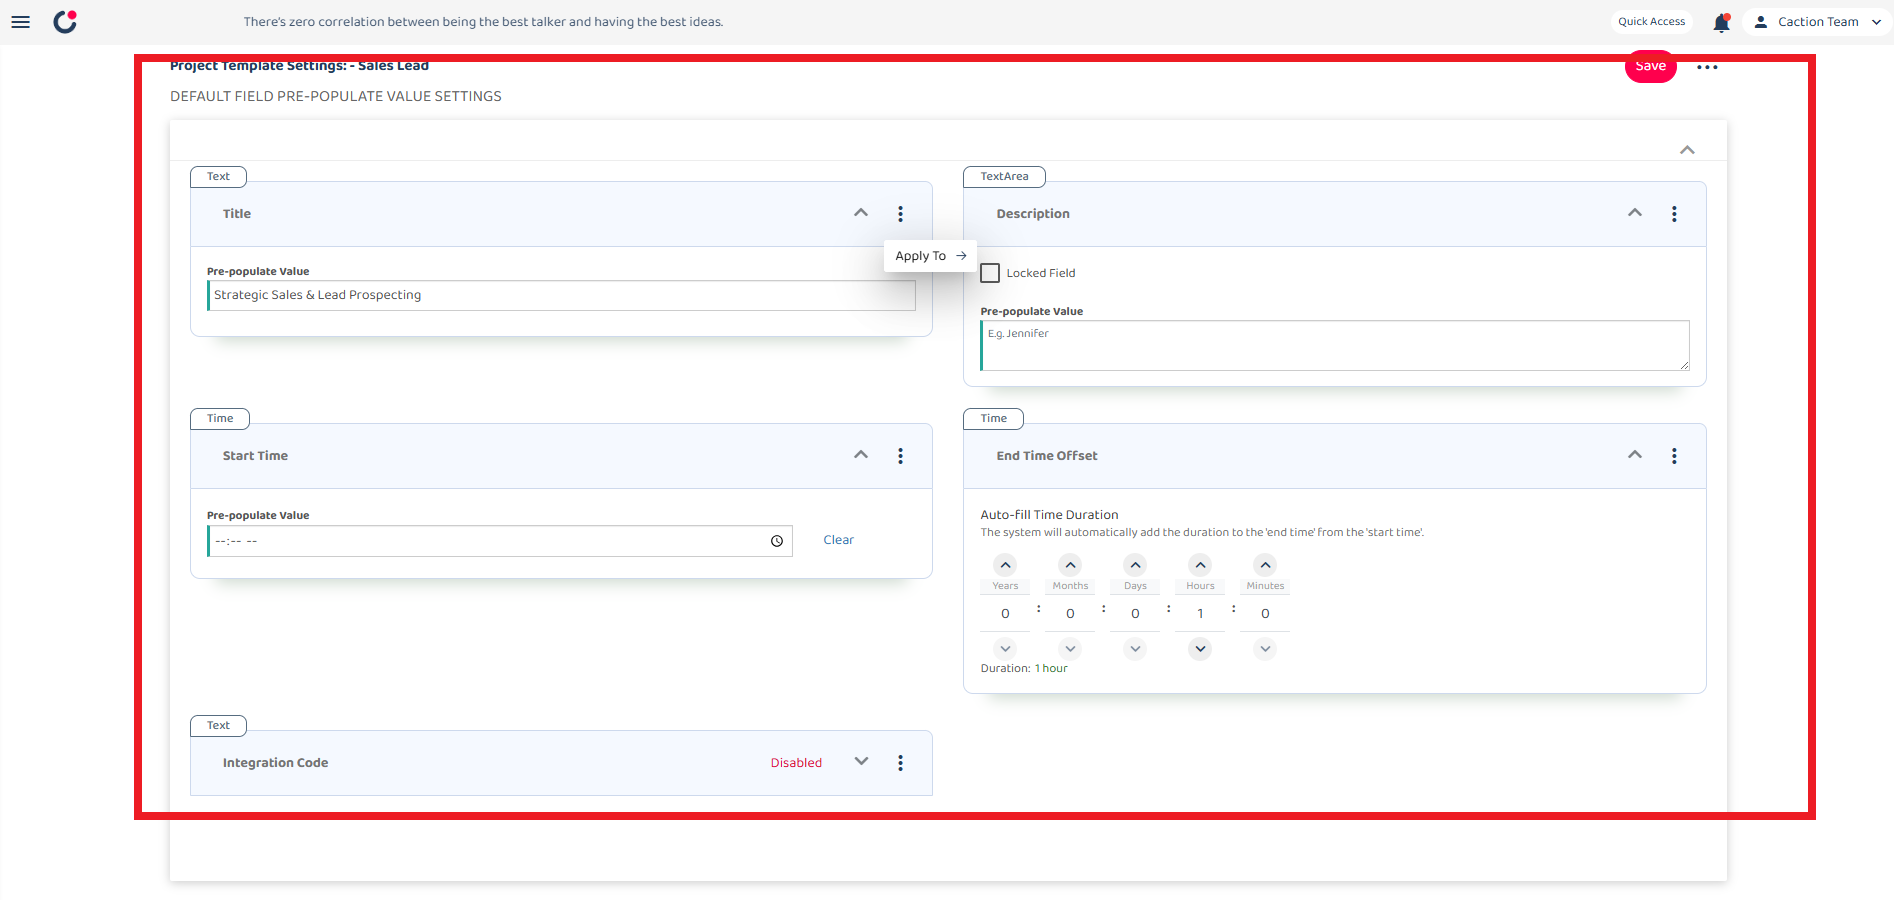 There's zero correlation between being the best talker and having the best ideas.
Quick Access
Caction Team
Project Template Settings: - Sales Lead
Save
DEFAULT FIELD PRE-POPULATE VALUE SETTINGS
Text
Title
Apply To
Pre-populate Value
Strategic Sales & Lead Prospecting
TextArea
Description
Locked Field
Pre-populate Value
E.g. Jennifer
Time
Start Time
Pre-populate Value
--:-- --
Clear
Time
End Time Offset
Auto-fill Time Duration
The system will automatically add the duration to the 'end time' from the 'start time'.
Years Months Days Hours Minutes
0 : 0 : 0 : 1 : 0
Duration: 1 hour
Text
Integration Code
Disabled